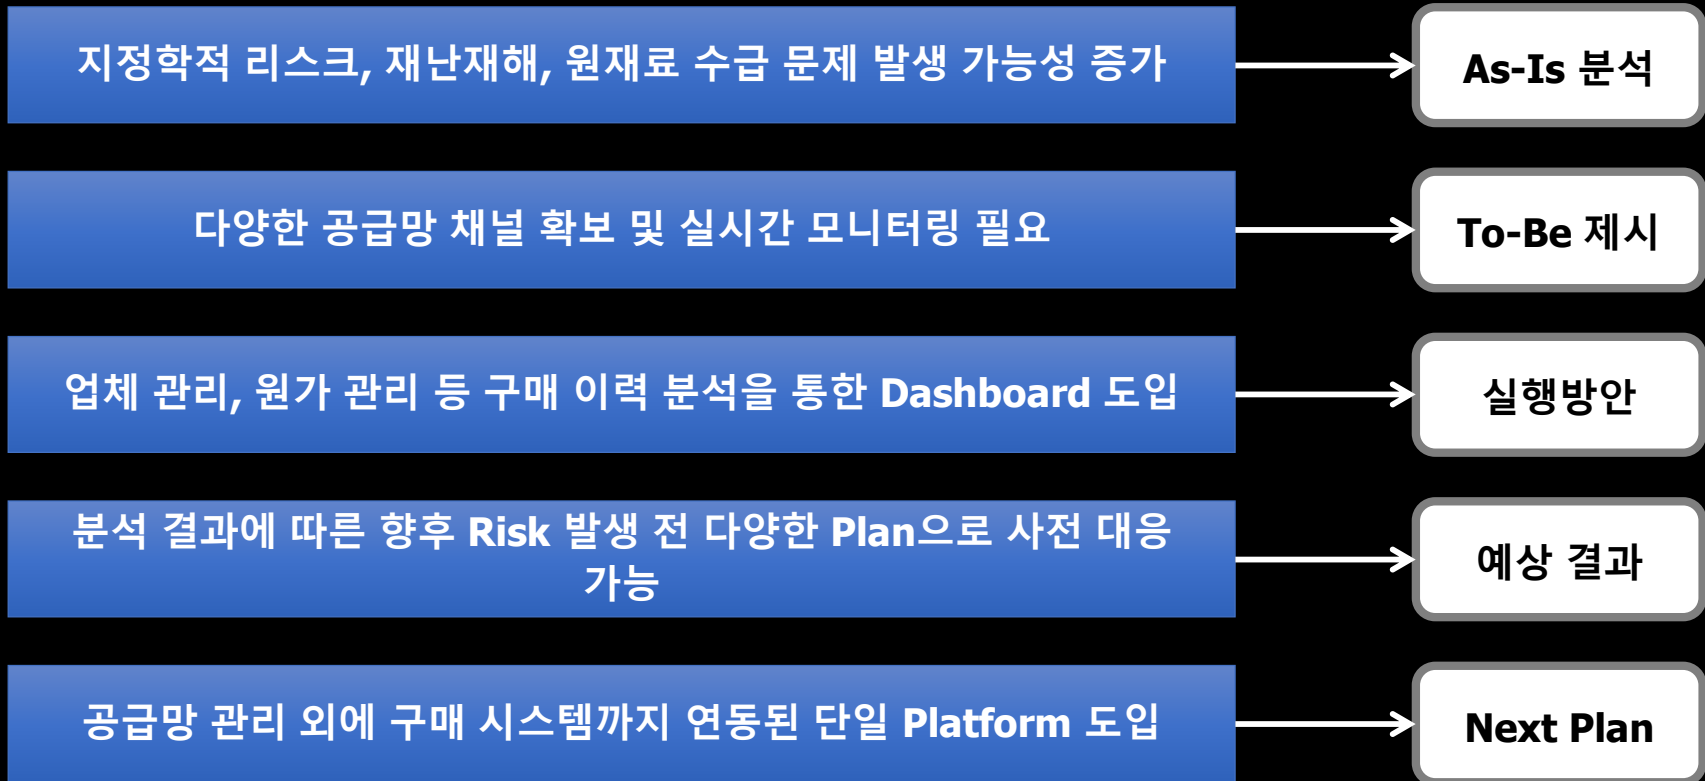 지정학적 리스크, 재난재해, 원재료 수급 문제 발생 가능성 증가
As-Is 분석
다양한 공급망 채널 확보 및 실시간 모니터링 필요
To-Be 제시
업체 관리, 원가 관리 등 구매 이력 분석을 통한 Dashboard 도입
실행방안
분석 결과에 따른 향후 Risk 발생 전 다양한 Plan으로 사전 대응
가능
예상 결과
공급망 관리 외에 구매 시스템까지 연동된 단일 Platform 도입
Next Plan